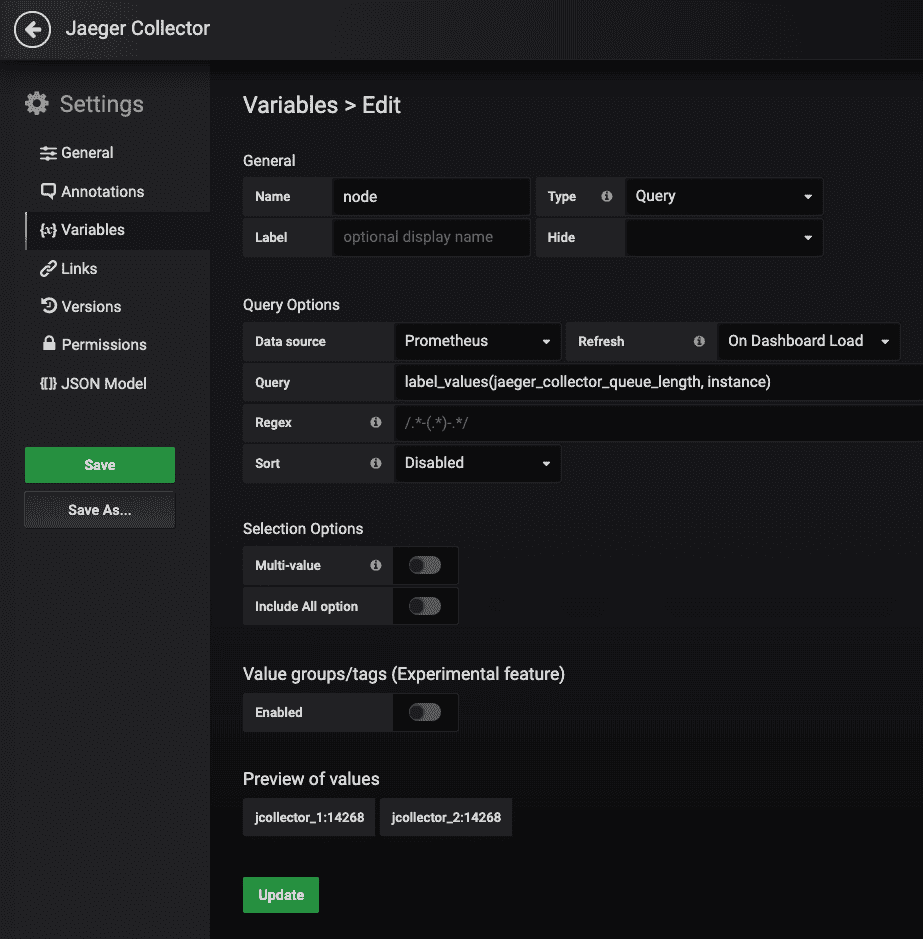 Jaeger Collector
Settings
General
Annotations
Variables
Links
Versions
Permissions
JSON Model
Save
Save As...
Variables > Edit
General
Name node Type Query
Label optional display name Hide
Query Options
Data source Prometheus Refresh On Dashboard Load
Query label_values(jaeger_collector_queue_length, instance)
Regex /.*-(.*)-.*/
Sort Disabled
Selection Options
Multi-value
Include All option
Value groups/tags (Experimental feature)
Enabled
Preview of values
jcollector_1:14268 jcollector_2:14268
Update